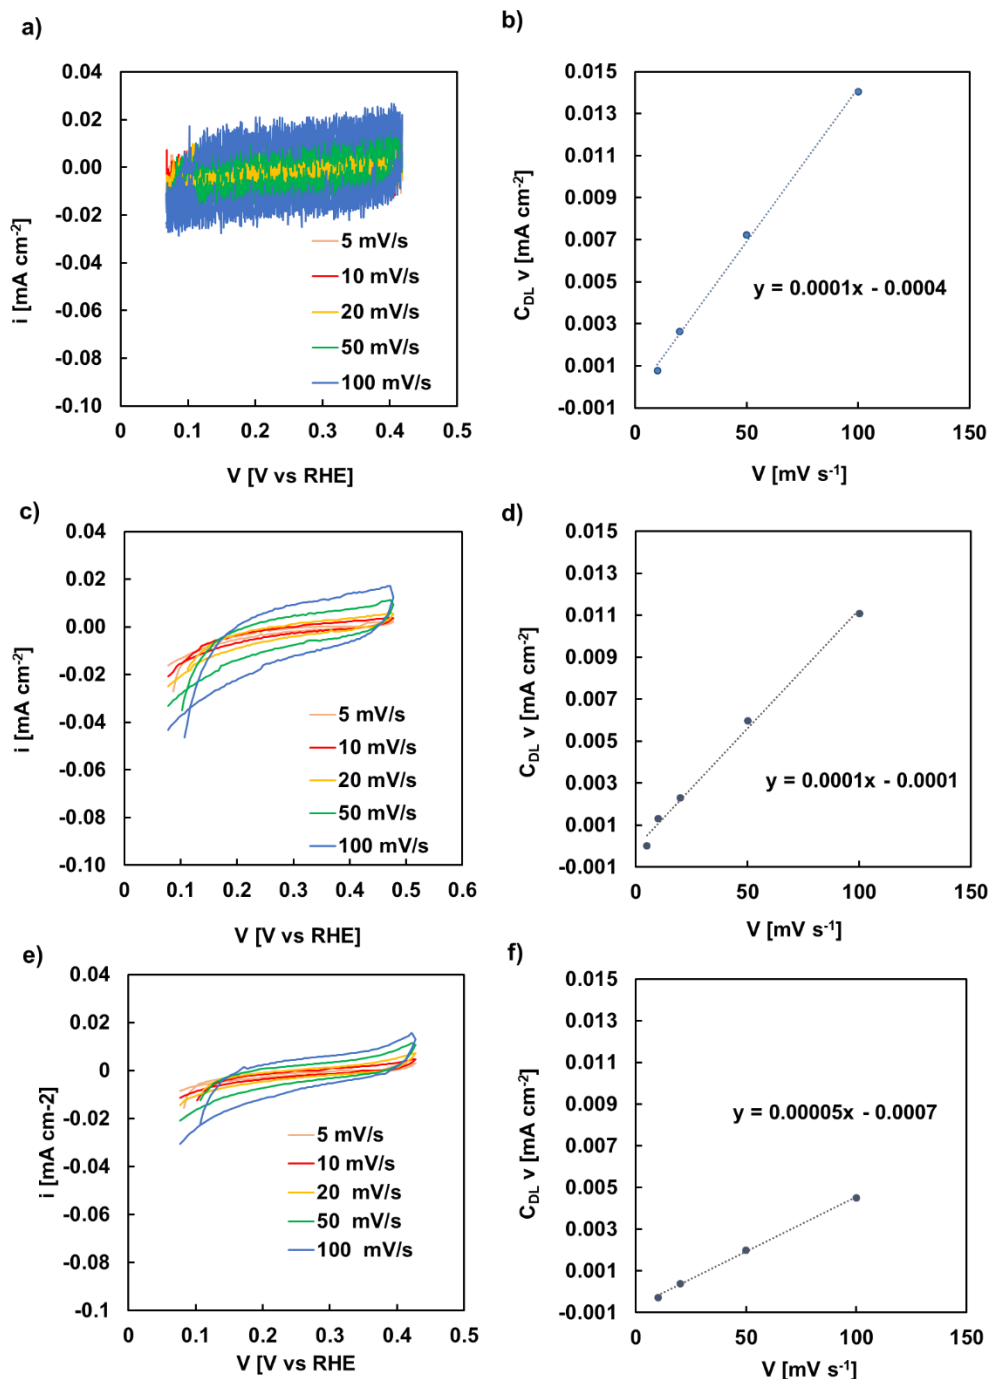 a)
0.04
0.02
0.00
-0.02
-0.04
-0.06
-0.08
-0.10
i [mA cm-2]
5 mV/s
10 mV/s
20 mV/s
50 mV/s
100 mV/s
0 0.1 0.2 0.3 0.4 0.5
V [V vs RHE]
b)
0.015
0.013
0.011
0.009
0.007
0.005
0.003
0.001
-0.001
CDL v [mA cm-2]
y = 0.0001x - 0.0004
0 50 100 150
V [mV s-1]
c)
0.04
0.02
0.00
-0.02
-0.04
-0.06
-0.08
-0.10
i [mA cm-2]
5 mV/s
10 mV/s
20 mV/s
50 mV/s
100 mV/s
0 0.1 0.2 0.3 0.4 0.5 0.6
V [V vs RHE]
d)
0.015
0.013
0.011
0.009
0.007
0.005
0.003
0.001
-0.001
CDL v [mA cm-2]
y = 0.0001x - 0.0001
0 50 100 150
V [mV s-1]
e)
0.04
0.02
0
-0.02
-0.04
-0.06
-0.08
-0.1
i [mA cm-2]
5 mV/s
10 mV/s
20 mV/s
50 mV/s
100 mV/s
0 0.1 0.2 0.3 0.4 0.5
V [V vs RHE
f)
0.015
0.013
0.011
0.009
0.007
0.005
0.003
0.001
-0.001
CDL v [mA cm-2]
y = 0.00005x - 0.0007
0 50 100 150
V [mV s-1]